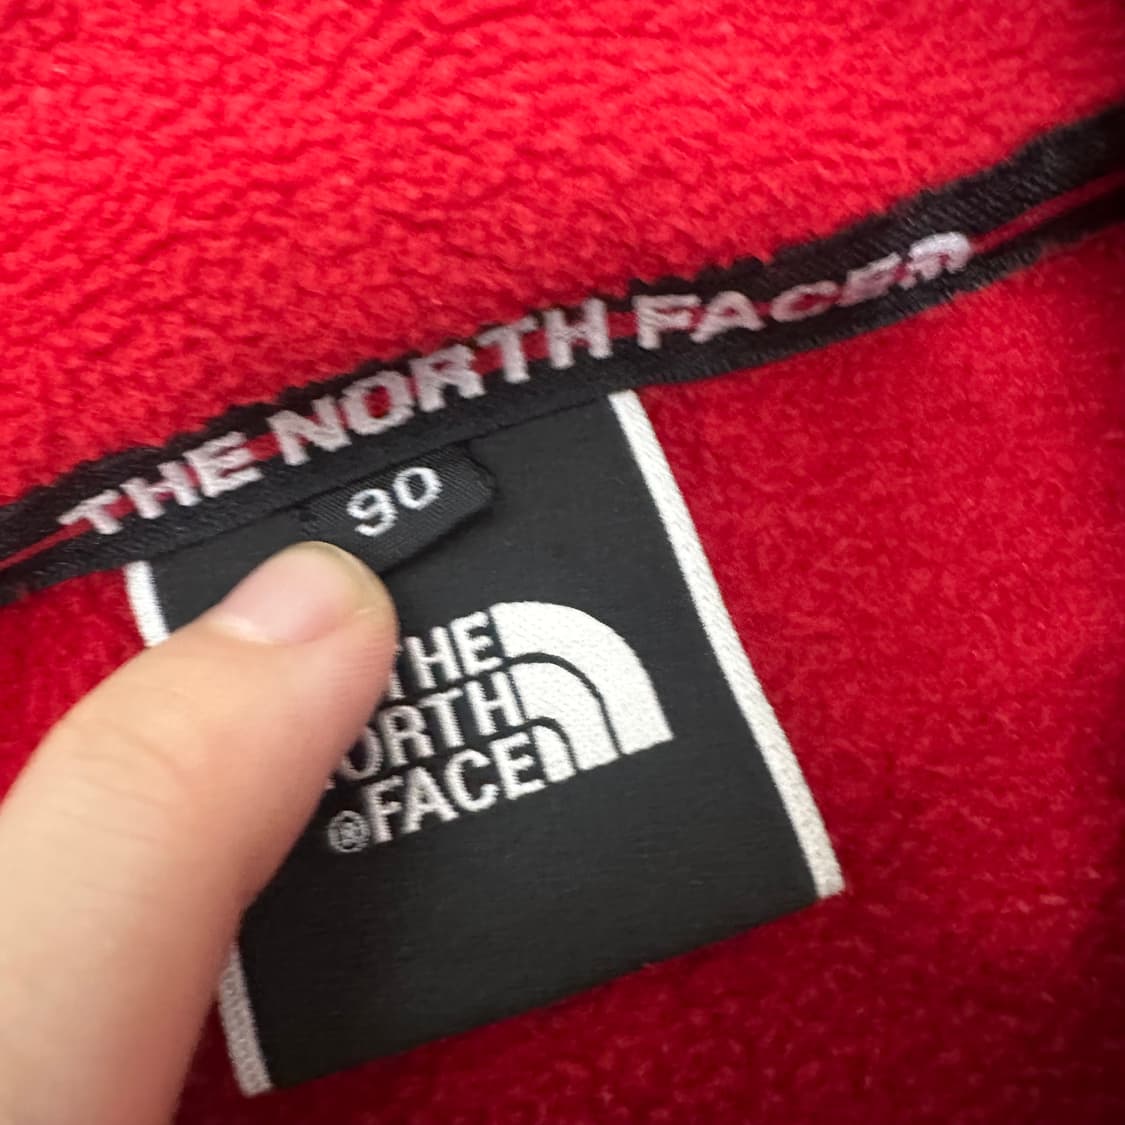 THE NORTH FACE
90
THE
ORTH
®FACE